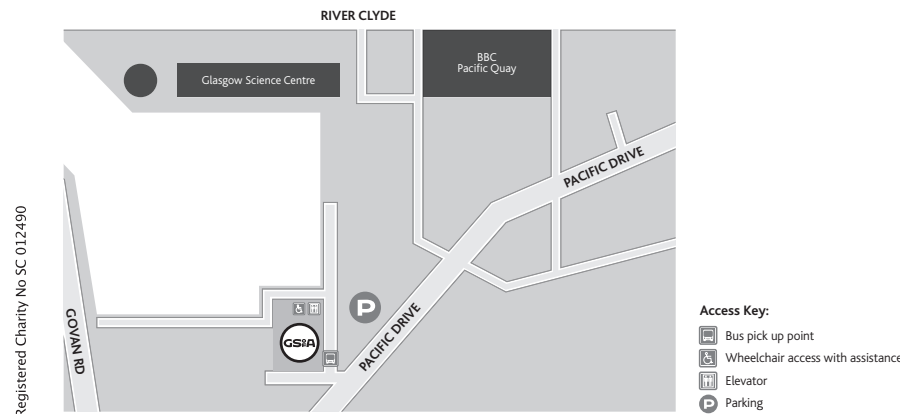 RIVER CLYDE
BBC
Pacific Quay
Glasgow Science Centre
PACIFIC DRIVE
Registered Charity No SC 012490
GOVAN RD
P
GS&A
PACIFIC DRIVE
Access Key:
Bus pick up point
Wheelchair access with assistance
Elevator
P Parking